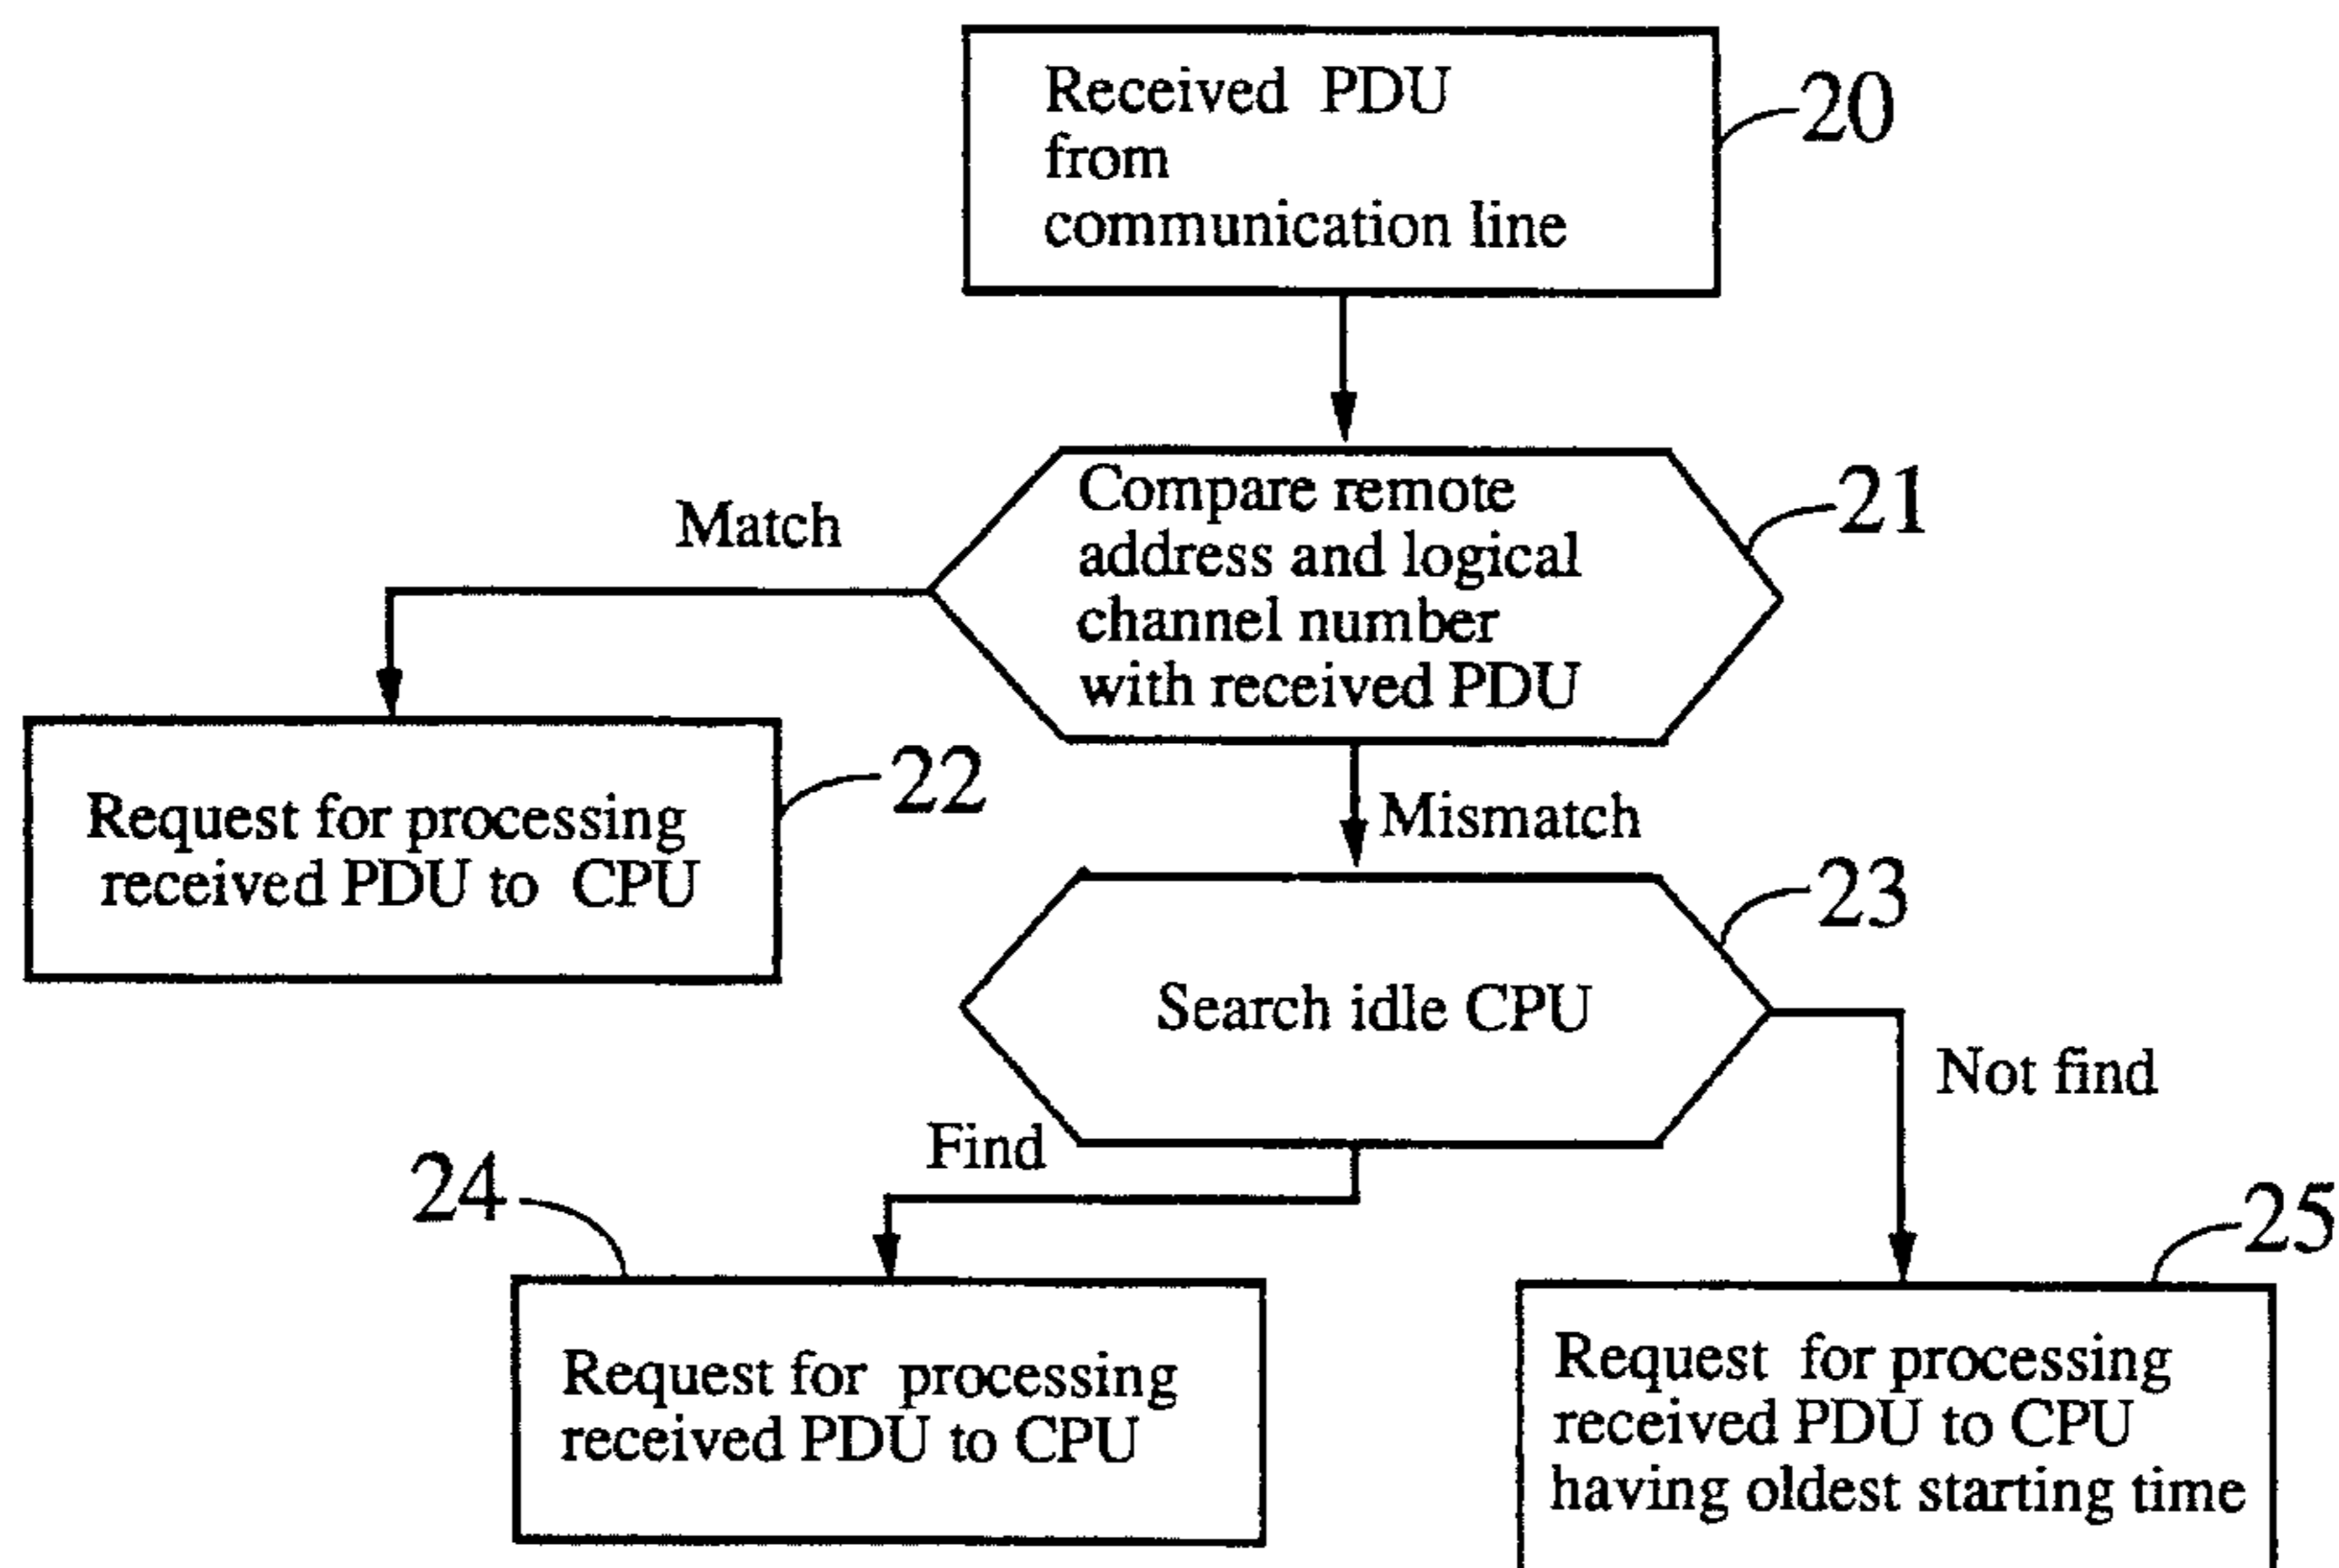 Received PDU
from
communication line
20
Compare remote
address and logical
channel number
with received PDU
21
Match
Request for processing
received PDU to CPU
22
Mismatch
Search idle CPU
23
Not find
Find
24
Request for processing
received PDU to CPU
25
Request for processing
received PDU to CPU
having oldest starting time